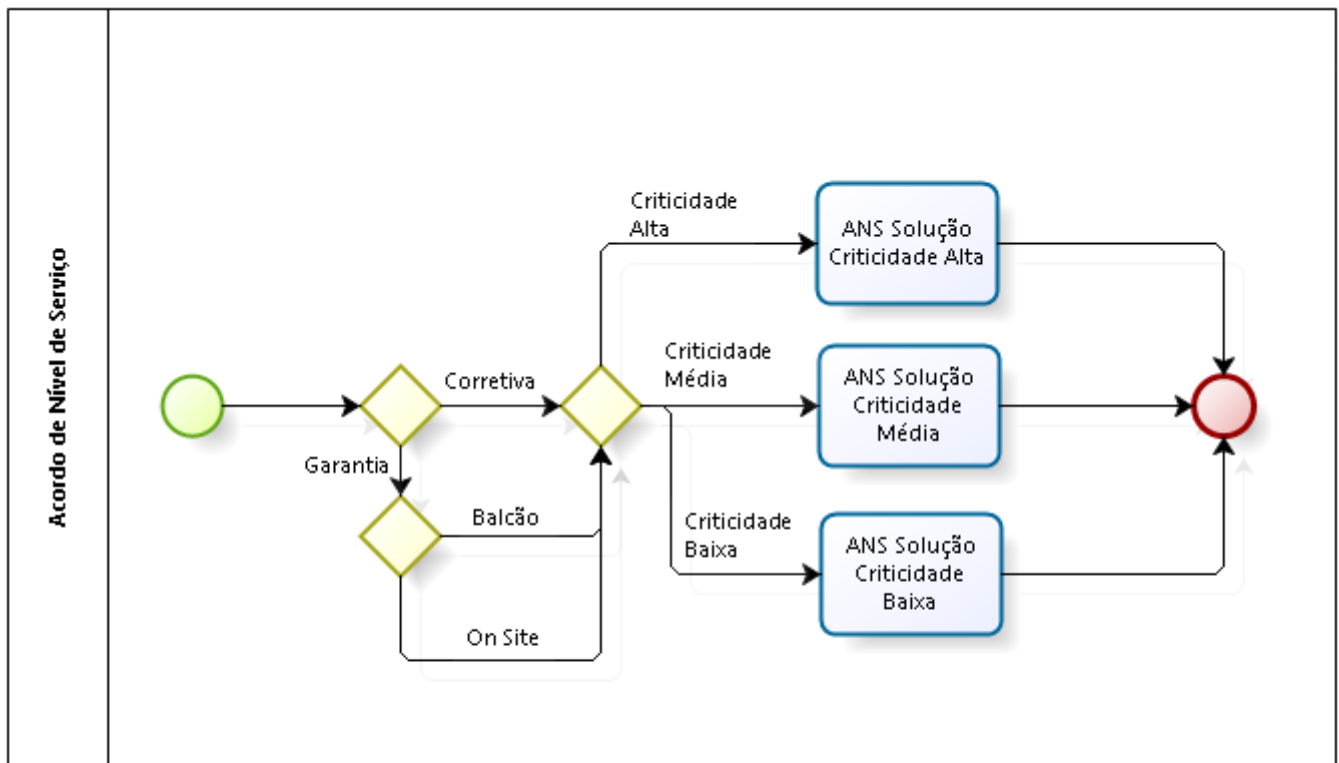 Acordo de Nível de Serviço
Criticidade
Alta
ANS Solução
Criticidade Alta
Corretiva
Criticidade
Média
ANS Solução
Criticidade
Média
Garantia
Balcão
Criticidade
Baixa
ANS Solução
Criticidade
Baixa
On Site